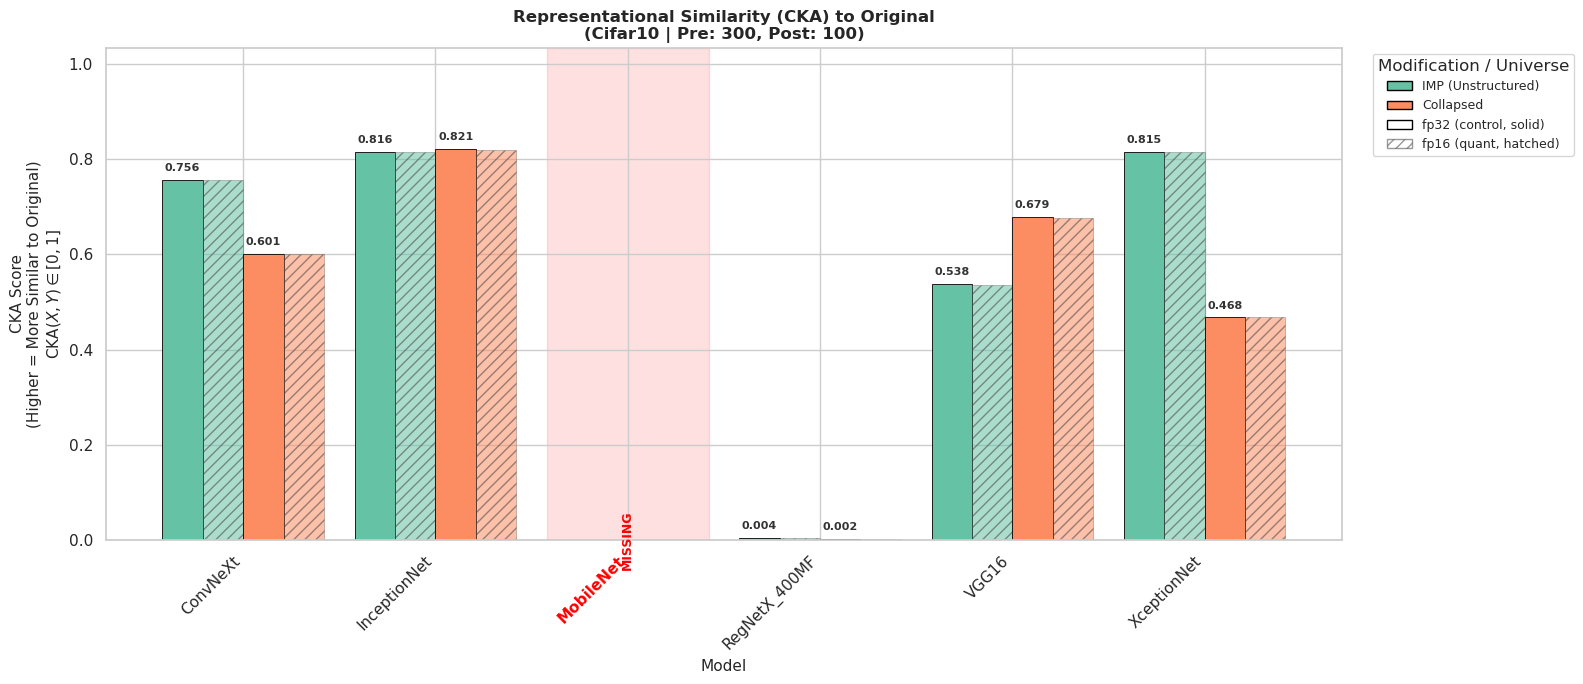 Representational Similarity (CKA) to Original
(Cifar10 | Pre: 300, Post: 100)
CKA Score
(Higher = More Similar to Original)
CKA(X, Y) ∈ [0, 1]
1.0
0.8
0.6
0.4
0.2
0.0
0.756
0.601
0.816
0.821
MISSING
0.004
0.002
0.538
0.679
0.815
0.468
ConvNeXt
InceptionNet
MobileNet
RegNetX_400MF
VGG16
XceptionNet
Model
Modification / Universe
IMP (Unstructured)
Collapsed
fp32 (control, solid)
fp16 (quant, hatched)